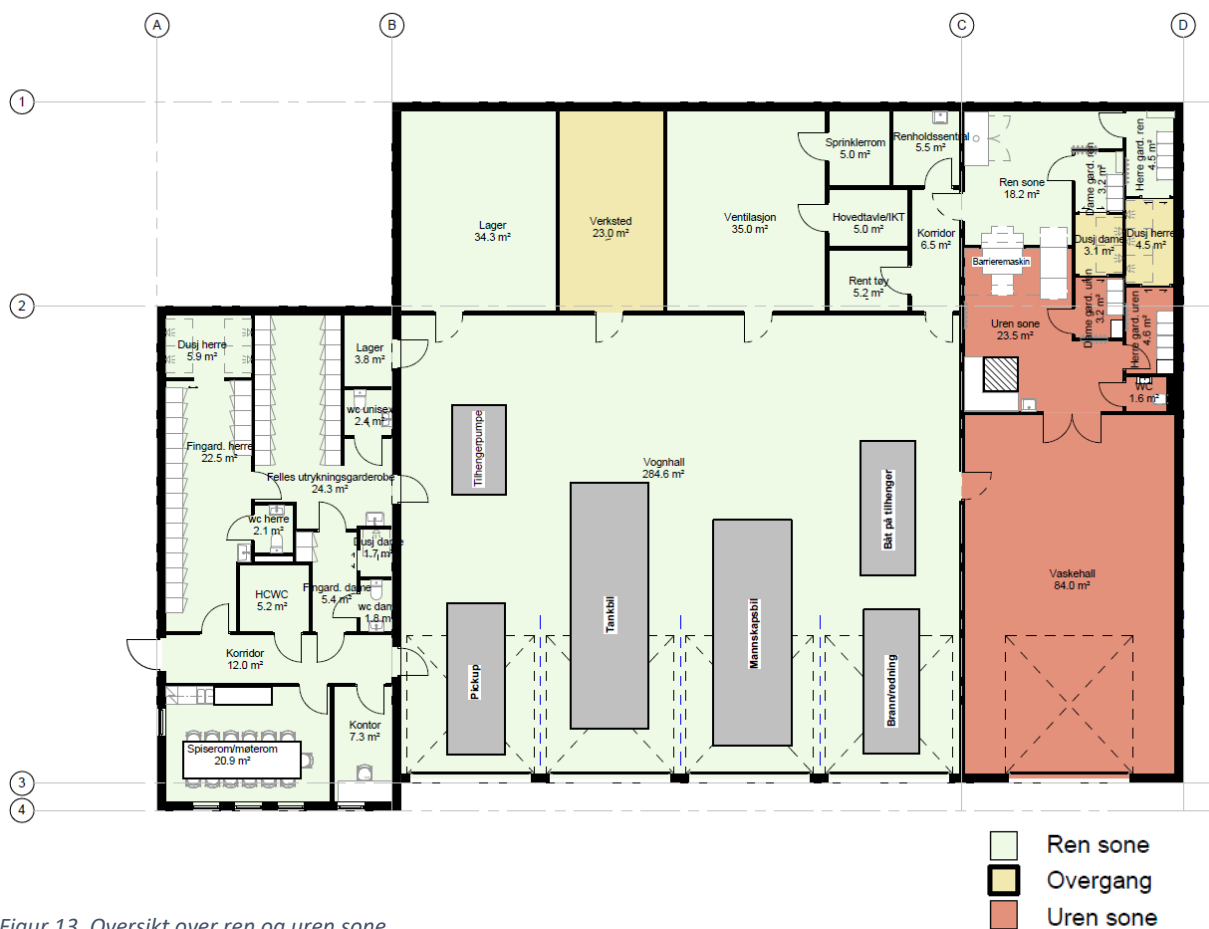 A
B
C
D
1
2
3
4
Lager
34.3 m²
Verksted
23.0 m²
Ventilasjon
35.0 m²
Sprinklerrom
5.0 m²
Renholdssentral
5.5 m²
Hovedtavle/IKT
5.0 m²
Korridor
6.5 m²
Rent tøy
5.2 m²
Ren sone
18.2 m²
Dame gard. ren
3.2 m²
Herre gard. ren
4.5 m²
Dusj dame
3.1 m²
Dusj herre
4.5 m²
Barrieremaskin
Uren sone
23.5 m²
Dame gard. uren
3.2 m²
Herre gard. uren
4.6 m²
WC
1.6 m²
Dusj herre
5.9 m²
Lager
3.8 m²
wc unisex
2.4 m²
Fingard. herre
22.5 m²
Felles utrykningsgarderobe
24.3 m²
wc herre
2.1 m²
Dusj dame
1.7 m²
HCWC
5.2 m²
Fingard. dame
5.4 m²
wc dam
1.8 m²
Korridor
12.0 m²
Spiserom/møterom
20.9 m²
Kontor
7.3 m²
Vognhall
284.6 m²
Tilhengerpumpe
Tankbil
Mannskapsbil
Båt på tilhenger
Pickup
Brann/redning
Vaskehall
84.0 m²
Ren sone
Overgang
Uren sone
Figur 13. Oversikt over ren og uren sone